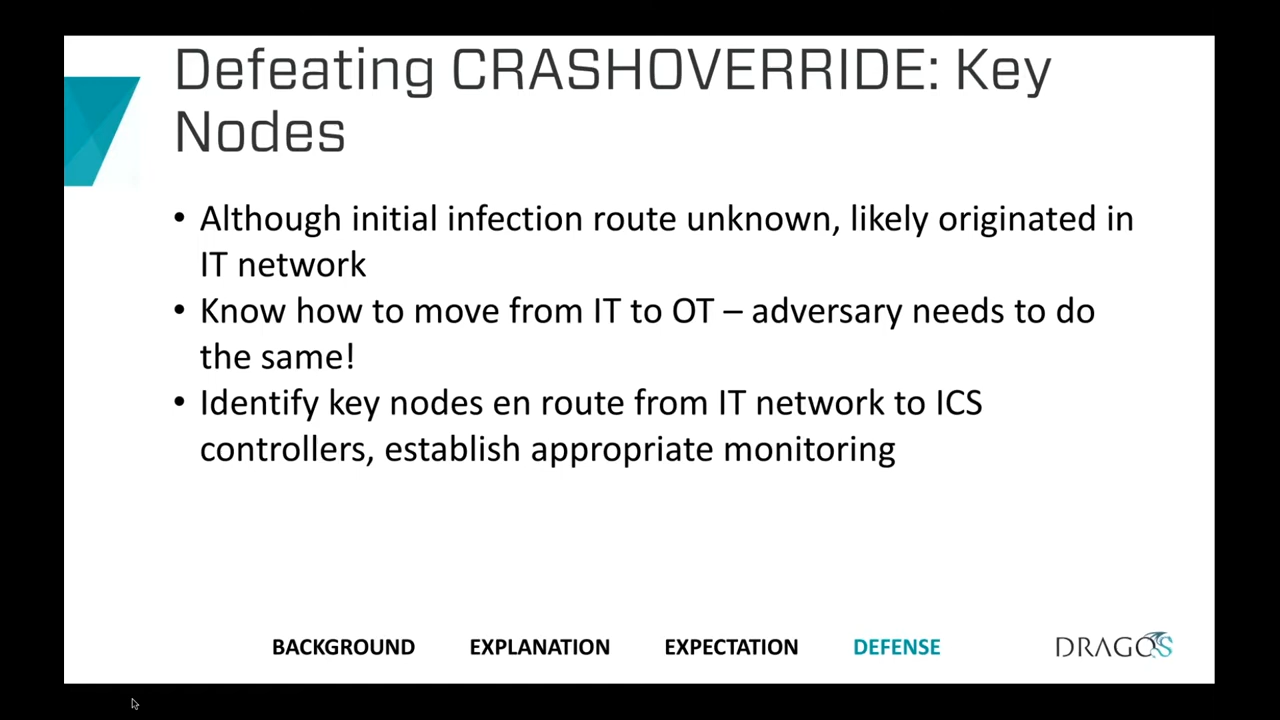 Defeating CRASHOVERRIDE: Key
Nodes
• Although initial infection route unknown, likely originated in
IT network
• Know how to move from IT to OT – adversary needs to do
the same!
• Identify key nodes en route from IT network to ICS
controllers, establish appropriate monitoring
BACKGROUND EXPLANATION EXPECTATION DEFENSE DRAGOS